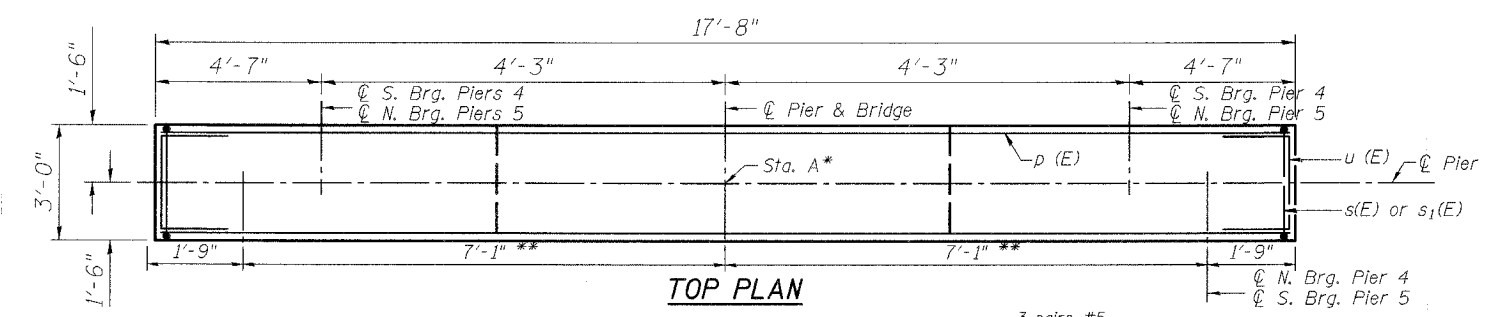 17'-8"
1'-6"
4'-7"
4'-3"
4'-3"
4'-7"
℄ S. Brg. Piers 4
℄ N. Brg. Piers 5
℄ Pier & Bridge
℄ S. Brg. Pier 4
℄ N. Brg. Pier 5
3'-0"
p (E)
Sta. A*
u (E)
℄ Pier
s(E) or s₁(E)
1'-9"
7'-1" **
7'-1" **
1'-9"
1'-6"
TOP PLAN
℄ N. Brg. Pier 4
℄ S. Brg. Pier 5